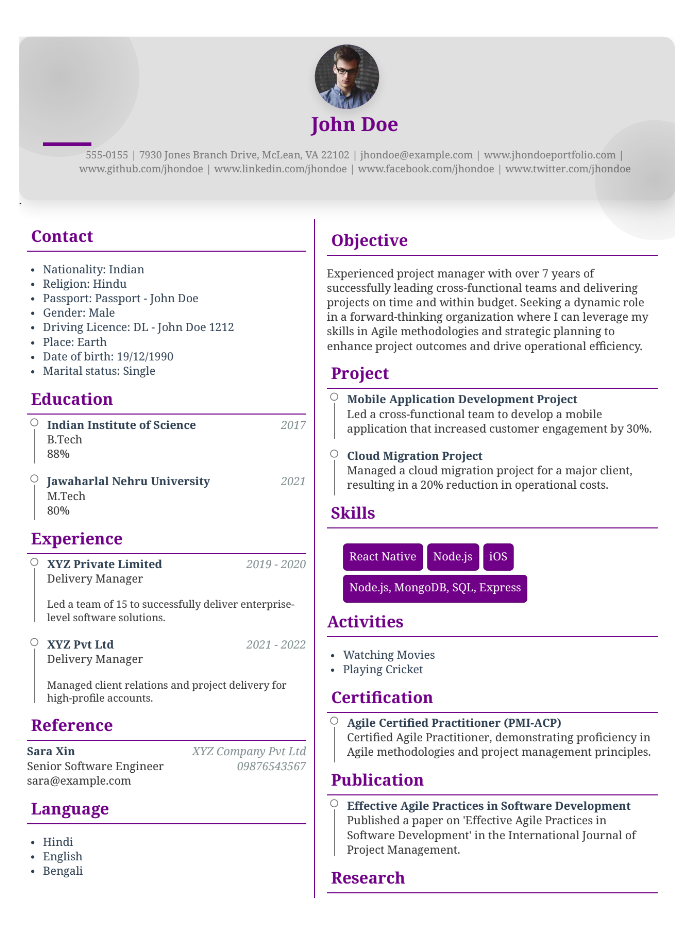 John Doe
555-0155 | 7930 Jones Branch Drive, McLean, VA 22102 | jhondoe@example.com | www.jhondoeportfolio.com |
www.github.com/jhondoe | www.linkedin.com/jhondoe | www.facebook.com/jhondoe | www.twitter.com/jhondoe
.
Contact
• Nationality: Indian
• Religion: Hindu
• Passport: Passport - John Doe
• Gender: Male
• Driving Licence: DL - John Doe 1212
• Place: Earth
• Date of birth: 19/12/1990
• Marital status: Single
Education
Indian Institute of Science 2017
B.Tech
88%
Jawaharlal Nehru University 2021
M.Tech
80%
Experience
XYZ Private Limited 2019 - 2020
Delivery Manager
Led a team of 15 to successfully deliver enterprise-
level software solutions.
XYZ Pvt Ltd 2021 - 2022
Delivery Manager
Managed client relations and project delivery for
high-profile accounts.
Reference
Sara Xin XYZ Company Pvt Ltd
Senior Software Engineer 09876543567
sara@example.com
Language
• Hindi
• English
• Bengali
Objective
Experienced project manager with over 7 years of
successfully leading cross-functional teams and delivering
projects on time and within budget. Seeking a dynamic role
in a forward-thinking organization where I can leverage my
skills in Agile methodologies and strategic planning to
enhance project outcomes and drive operational efficiency.
Project
Mobile Application Development Project
Led a cross-functional team to develop a mobile
application that increased customer engagement by 30%.
Cloud Migration Project
Managed a cloud migration project for a major client,
resulting in a 20% reduction in operational costs.
Skills
React Native Node.js iOS
Node.js, MongoDB, SQL, Express
Activities
• Watching Movies
• Playing Cricket
Certification
Agile Certified Practitioner (PMI-ACP)
Certified Agile Practitioner, demonstrating proficiency in
Agile methodologies and project management principles.
Publication
Effective Agile Practices in Software Development
Published a paper on 'Effective Agile Practices in
Software Development' in the International Journal of
Project Management.
Research